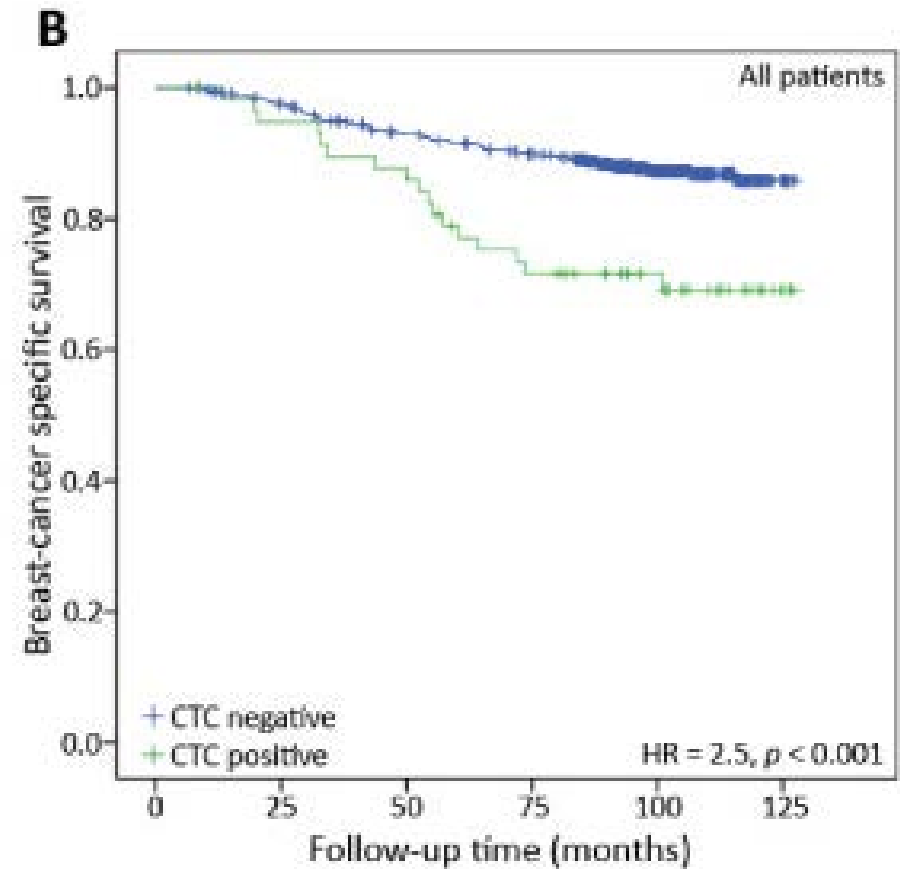 B
All patients
1.0
0.8
0.6
0.4
0.2
0.0
Breast-cancer specific survival
CTC negative
CTC positive
HR = 2.5, p < 0.001
0 25 50 75 100 125
Follow-up time (months)